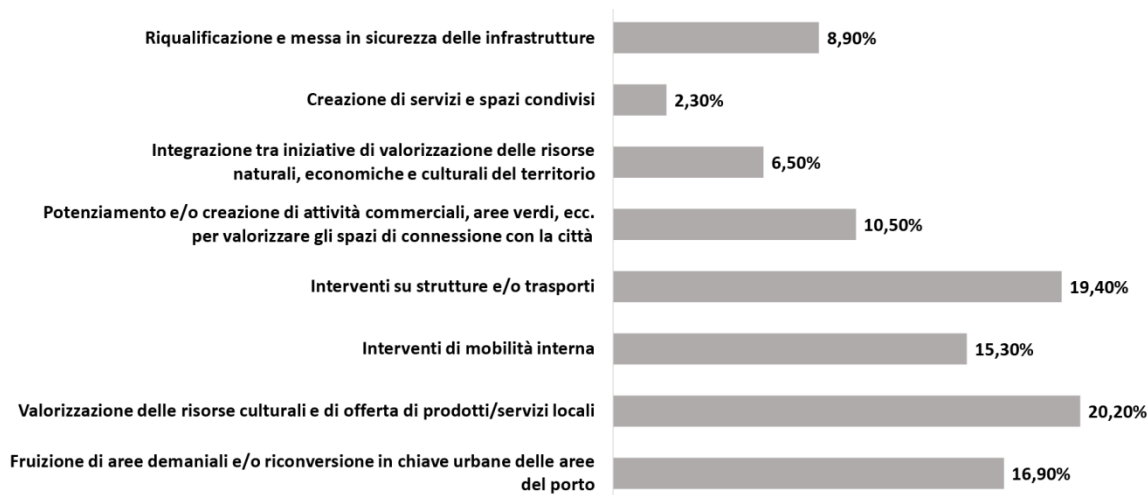 Riqualificazione e messa in sicurezza delle infrastrutture
8,90%
Creazione di servizi e spazi condivisi
2,30%
Integrazione tra iniziative di valorizzazione delle risorse
naturali, economiche e culturali del territorio
6,50%
Potenziamento e/o creazione di attività commerciali, aree verdi, ecc.
per valorizzare gli spazi di connessione con la città
10,50%
Interventi su strutture e/o trasporti
19,40%
Interventi di mobilità interna
15,30%
Valorizzazione delle risorse culturali e di offerta di prodotti/servizi locali
20,20%
Fruizione di aree demaniali e/o riconversione in chiave urbane delle aree
del porto
16,90%